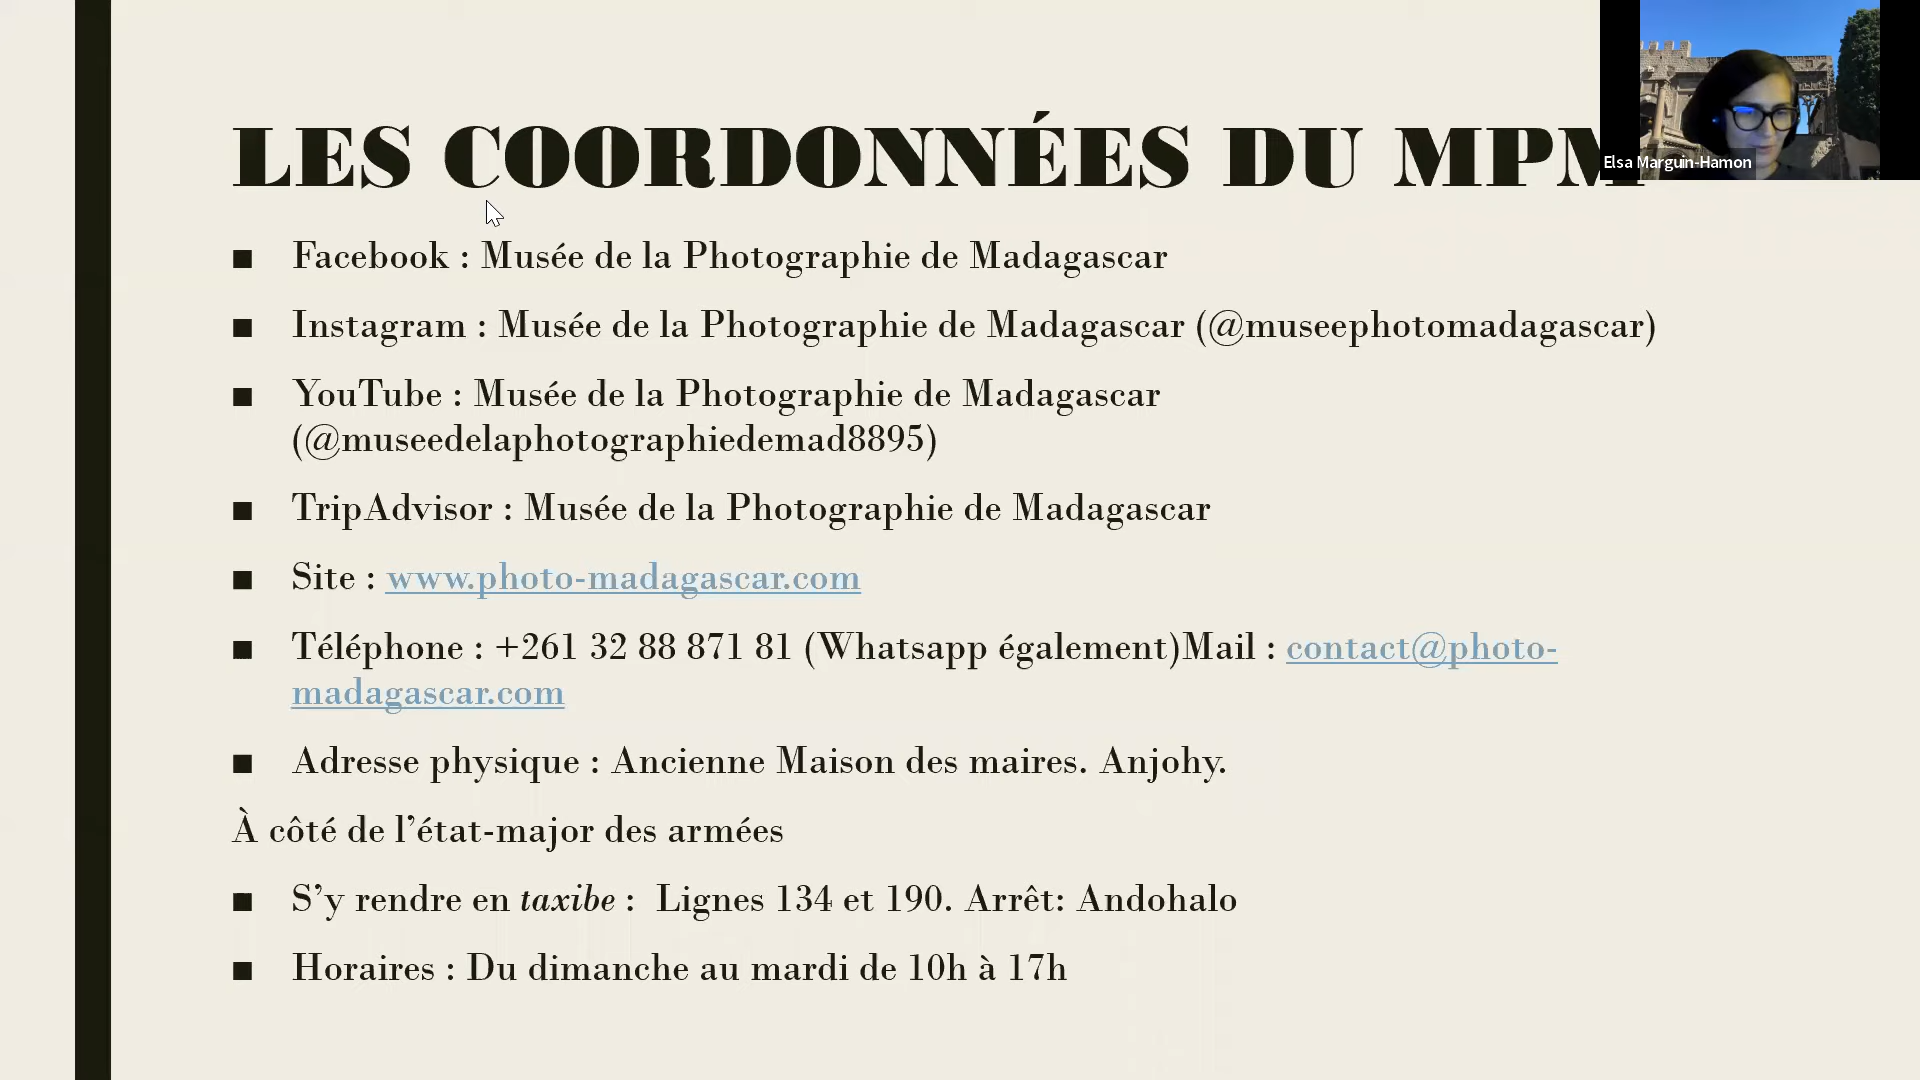 LES COORDONNÉES DU MPM
Elsa Marguin-Hamon
■ Facebook : Musée de la Photographie de Madagascar
■ Instagram : Musée de la Photographie de Madagascar (@museephotomadagascar)
■ YouTube : Musée de la Photographie de Madagascar
(@museedelaphotographiedemad8895)
■ TripAdvisor : Musée de la Photographie de Madagascar
■ Site : www.photo-madagascar.com
■ Téléphone : +261 32 88 871 81 (Whatsapp également)Mail : contact@photo-
madagascar.com
■ Adresse physique : Ancienne Maison des maires. Anjohy.
À côté de l’état-major des armées
■ S’y rendre en taxibe : Lignes 134 et 190. Arrêt: Andohalo
■ Horaires : Du dimanche au mardi de 10h à 17h